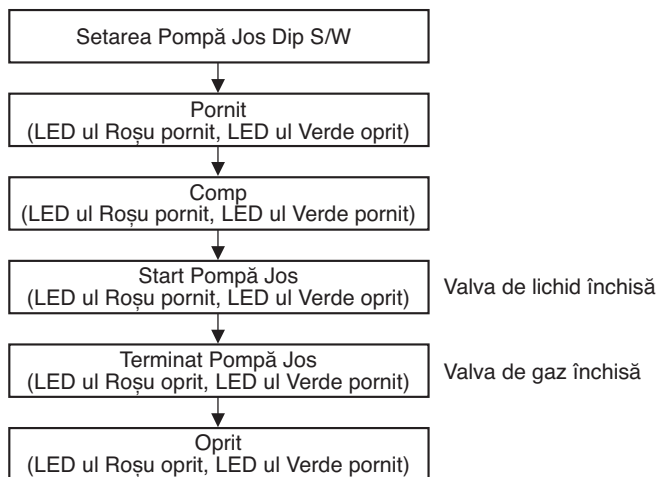 Setarea Pompă Jos Dip S/W
Pornit
(LED ul Roșu pornit, LED ul Verde oprit)
Comp
(LED ul Roșu pornit, LED ul Verde pornit)
Start Pompă Jos
(LED ul Roșu pornit, LED ul Verde oprit)
Valva de lichid închisă
Terminat Pompă Jos
(LED ul Roșu oprit, LED ul Verde pornit)
Valva de gaz închisă
Oprit
(LED ul Roșu oprit, LED ul Verde pornit)